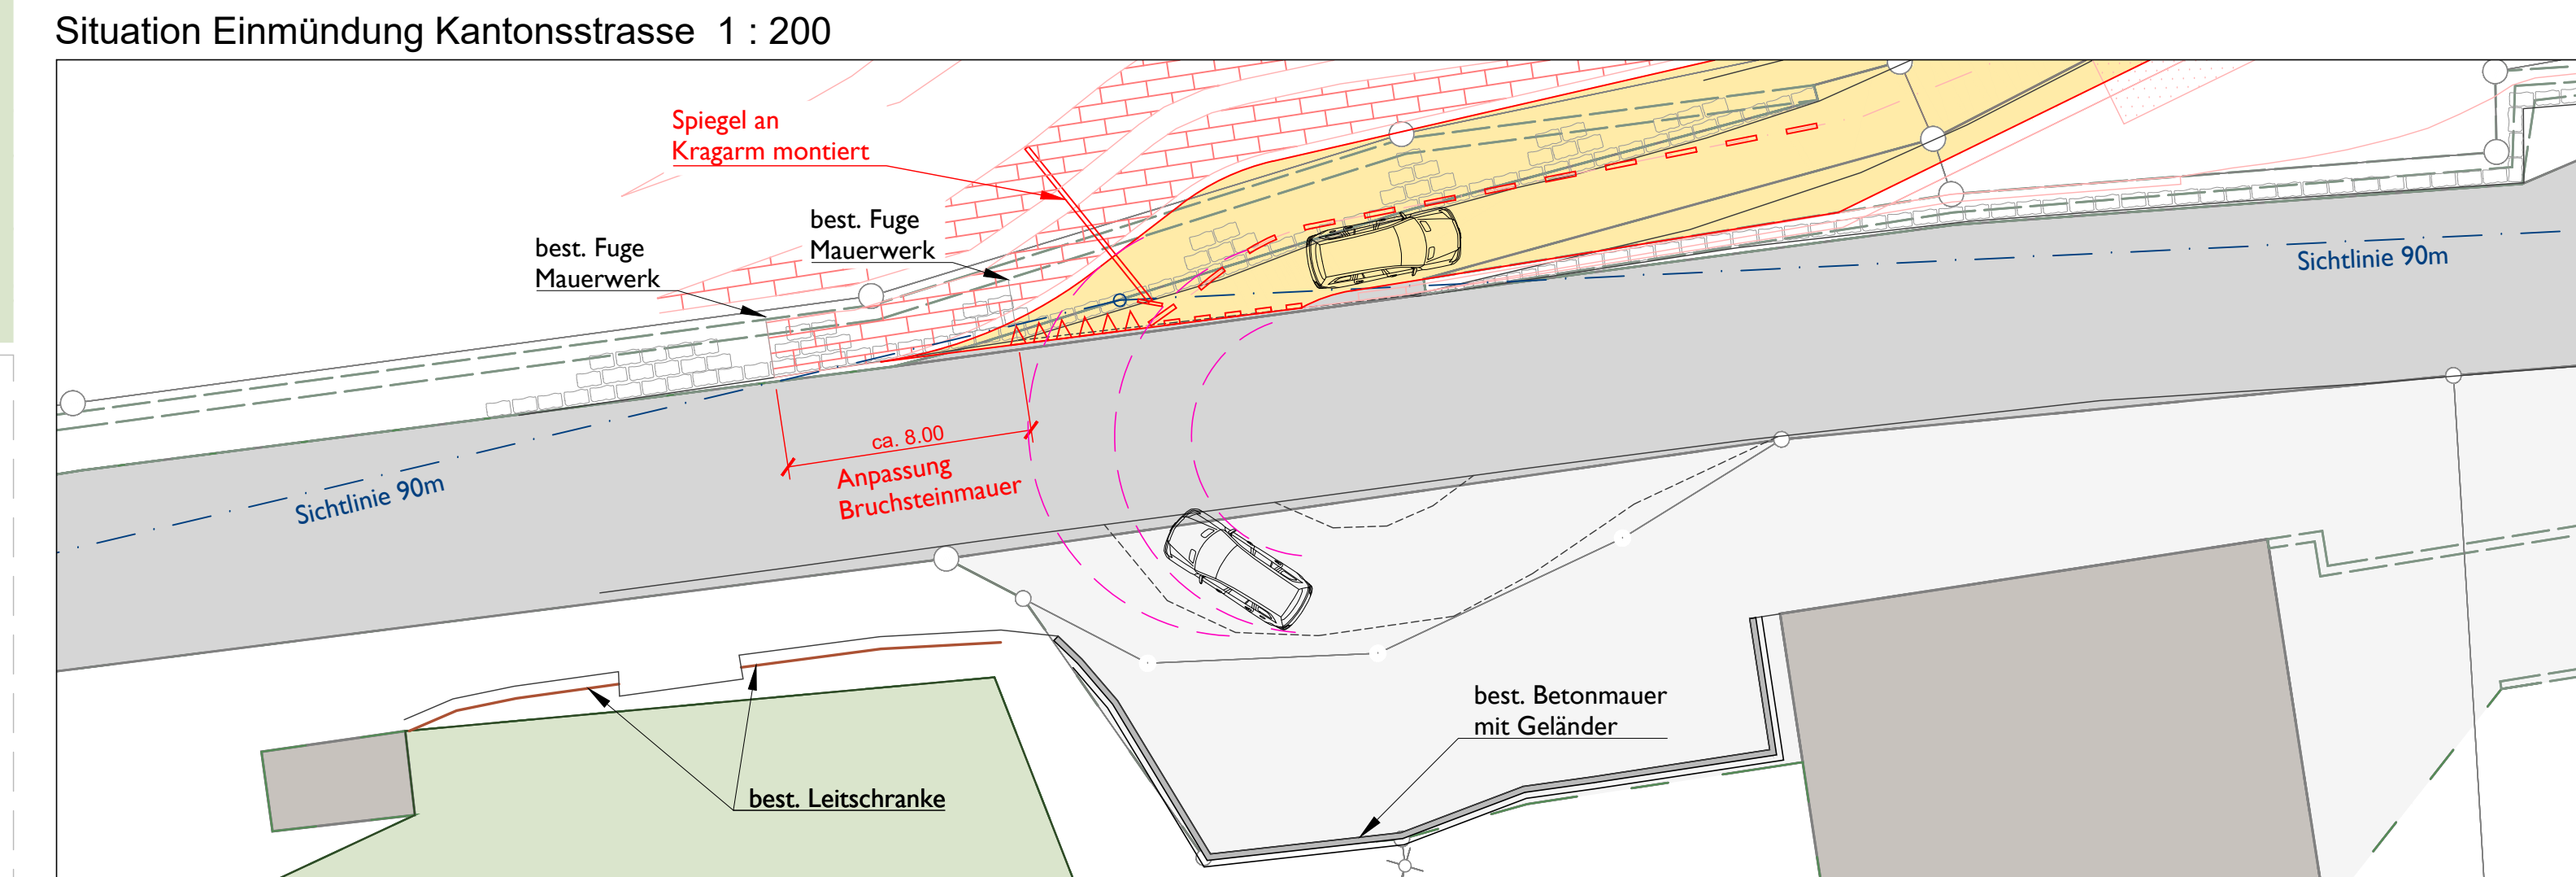 Situation Einmündung Kantonsstrasse 1 : 200
Spiegel an
Kragarm montiert
best. Fuge
Mauerwerk
best. Fuge
Mauerwerk
Sichtlinie 90m
ca. 8.00
Anpassung
Bruchsteinmauer
Sichtlinie 90m
best. Betonmauer
mit Geländer
best. Leitschranke